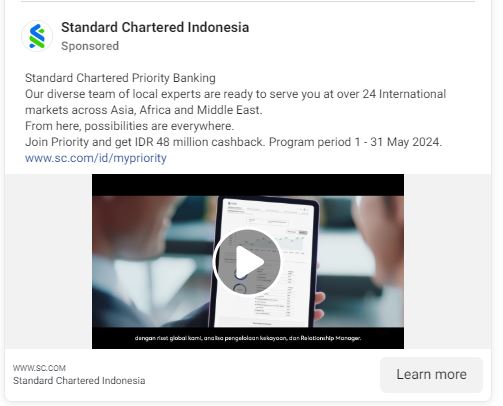 Standard Chartered Indonesia
Sponsored
Standard Chartered Priority Banking
Our diverse team of local experts are ready to serve you at over 24 International
markets across Asia, Africa and Middle East.
From here, possibilities are everywhere.
Join Priority and get IDR 48 million cashback. Program period 1 - 31 May 2024.
www.sc.com/id/mypriority
dengan riset global kami, analisa pengelolaan kekayaan, dan Relationship Manager.
WWW.SC.COM
Standard Chartered Indonesia
Learn more